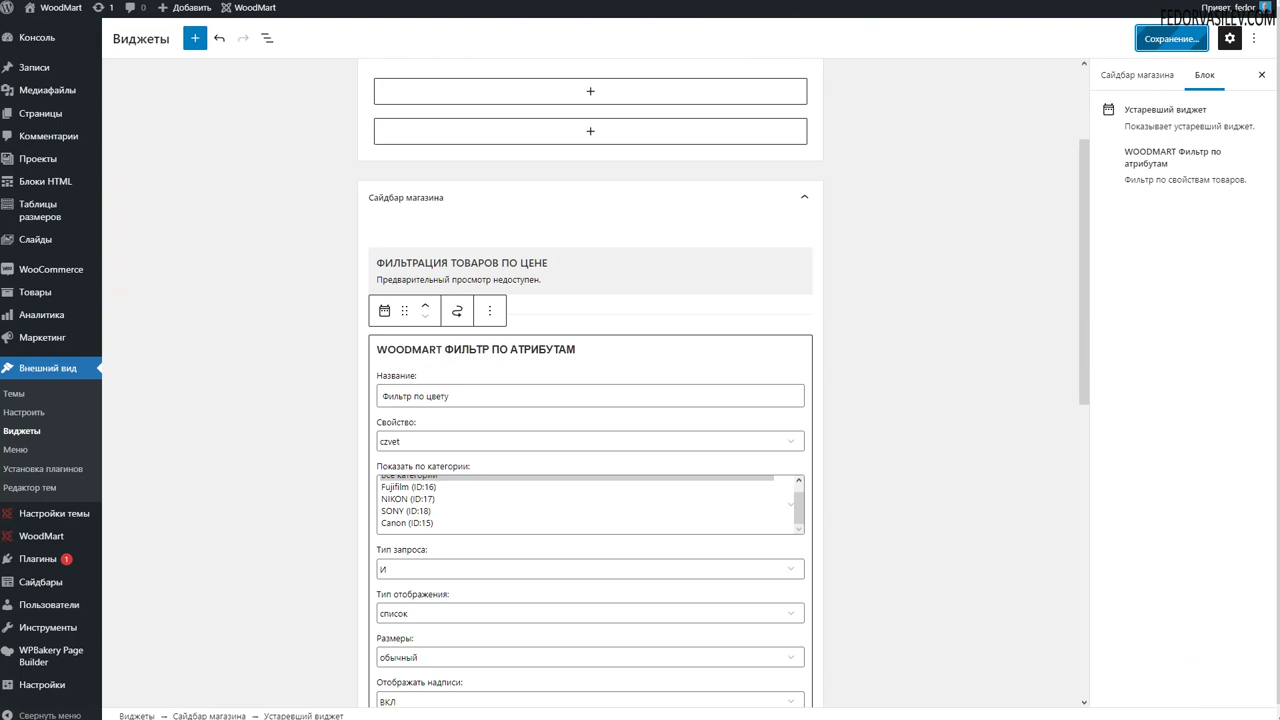 WoodMart
1
0
Добавить
WoodMart
Привет, fedor
FEDORVASILEV.COM
Виджеты
Сохранение...
Консоль
Записи
Медиафайлы
Страницы
Комментарии
Проекты
Блоки HTML
Таблицы
размеров
Слайды
WooCommerce
Товары
Аналитика
Маркетинг
Внешний вид
Темы
Настроить
Виджеты
Меню
Установка плагинов
Редактор тем
Настройки темы
WoodMart
Плагины 1
Сайдбары
Пользователи
Инструменты
WPBakery Page
Builder
Настройки
Свернуть меню
Сайдбар магазина
ФИЛЬТРАЦИЯ ТОВАРОВ ПО ЦЕНЕ
Предварительный просмотр недоступен.
WOODMART ФИЛЬТР ПО АТРИБУТАМ
Название:
Фильтр по цвету
Свойство:
czvet
Показать по категории:
Все категории
Fujifilm (ID:16)
NIKON (ID:17)
SONY (ID:18)
Canon (ID:15)
Тип запроса:
И
Тип отображения:
список
Размеры:
обычный
Отображать надписи:
ВКЛ
Виджеты → Сайдбар магазина → Устаревший виджет
Сайдбар магазина
Блок
Устаревший виджет
Показывает устаревший виджет.
WOODMART Фильтр по
атрибутам
Фильтр по свойствам товаров.